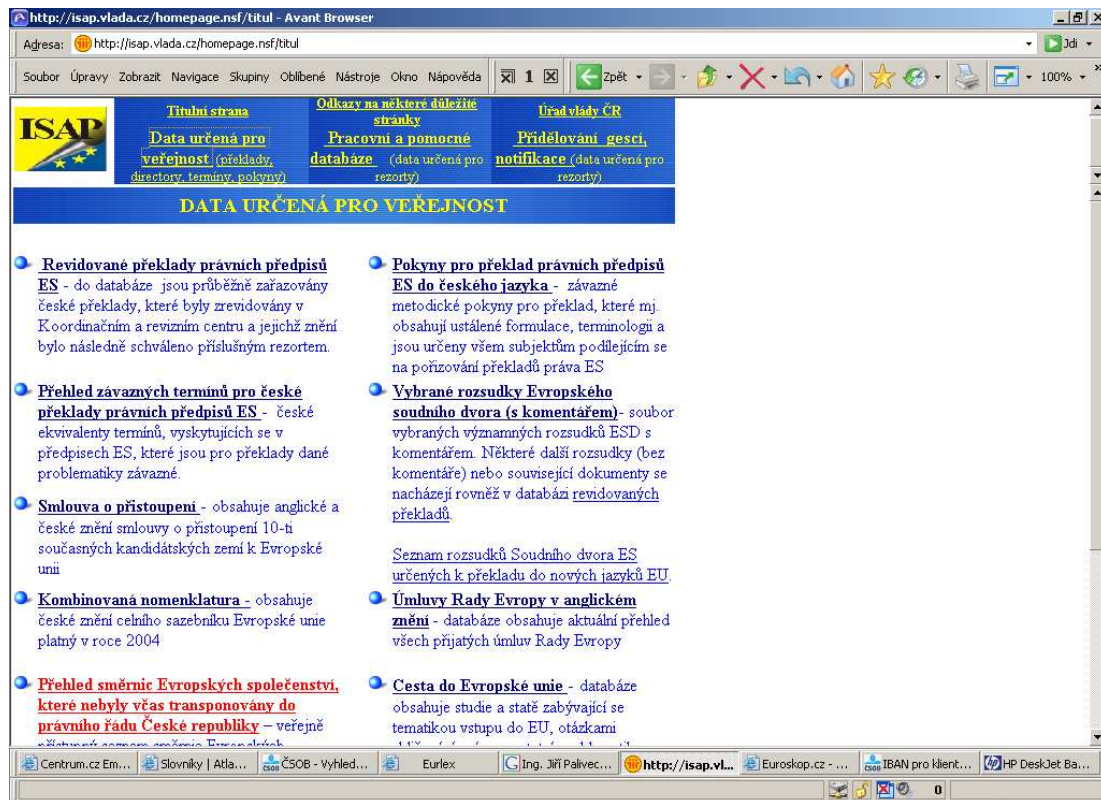 http://isap.vlada.cz/homepage.nsf/titul - Avant Browser
Adresa: http://isap.vlada.cz/homepage.nsf/titul
Jdi
Soubor Úpravy Zobrazit Navigace Skupiny Oblíbené Nástroje Okno Nápověda 1 Zpět 100%
ISAP
Titulní strana
Data určená pro
veřejnost (překlady,
directory, termíny, pokyny)
Odkazy na některé důležité
stránky
Pracovní a pomocné
databáze (data určená pro
rezorty)
Úřad vlády ČR
Přidělování gescí,
notifikace (data určená pro
rezorty)
DATA URČENÁ PRO VEŘEJNOST
Revidované překlady právních předpisů
ES - do databáze jsou průběžně zařazovány
české překlady, které byly zrevidovány v
Koordinačním a revizním centru a jejichž znění
bylo následně schváleno příslušným rezortem.
Pokyny pro překlad právních předpisů
ES do českého jazyka - závazné
metodické pokyny pro překlad, které mj.
obsahují ustálené formulace, terminologii a
jsou určeny všem subjektům podílejícím se
na pořizování překladů práva ES
Přehled závazných termínů pro české
překlady právních předpisů ES - české
ekvivalenty termínů, vyskytujících se v
předpisech ES, které jsou pro překlady dané
problematiky závazné.
Vybrané rozsudky Evropského
soudního dvora (s komentářem)- soubor
vybraných významných rozsudků ESD s
komentářem. Některé další rozsudky (bez
komentáře) nebo související dokumenty se
nacházejí rovněž v databázi revidovaných
překladů.
Seznam rozsudků Soudního dvora ES
určených k překladu do nových jazyků EU.
Smlouva o přistoupení - obsahuje anglické a
české znění smlouvy o přistoupení 10-ti
současných kandidátských zemí k Evropské
unii
Kombinovaná nomenklatura - obsahuje
české znění celního sazebníku Evropské unie
platný v roce 2004
Úmluvy Rady Evropy v anglickém
znění - databáze obsahuje aktuální přehled
všech přijatých úmluv Rady Evropy
Přehled směrnic Evropských společenství,
které nebyly včas transponovány do
právního řádu České republiky – veřejně
Cesta do Evropské unie - databáze
obsahuje studie a statě zabývající se
tematikou vstupu do EU, otázkami
Centrum.cz Em... Slovníky | Atla... ČSOB - Vyhled... Eurlex Ing. Jiří Palivec... http://isap.vl... Euroskop.cz - ... IBAN pro klient... HP DeskJet Ba...
0